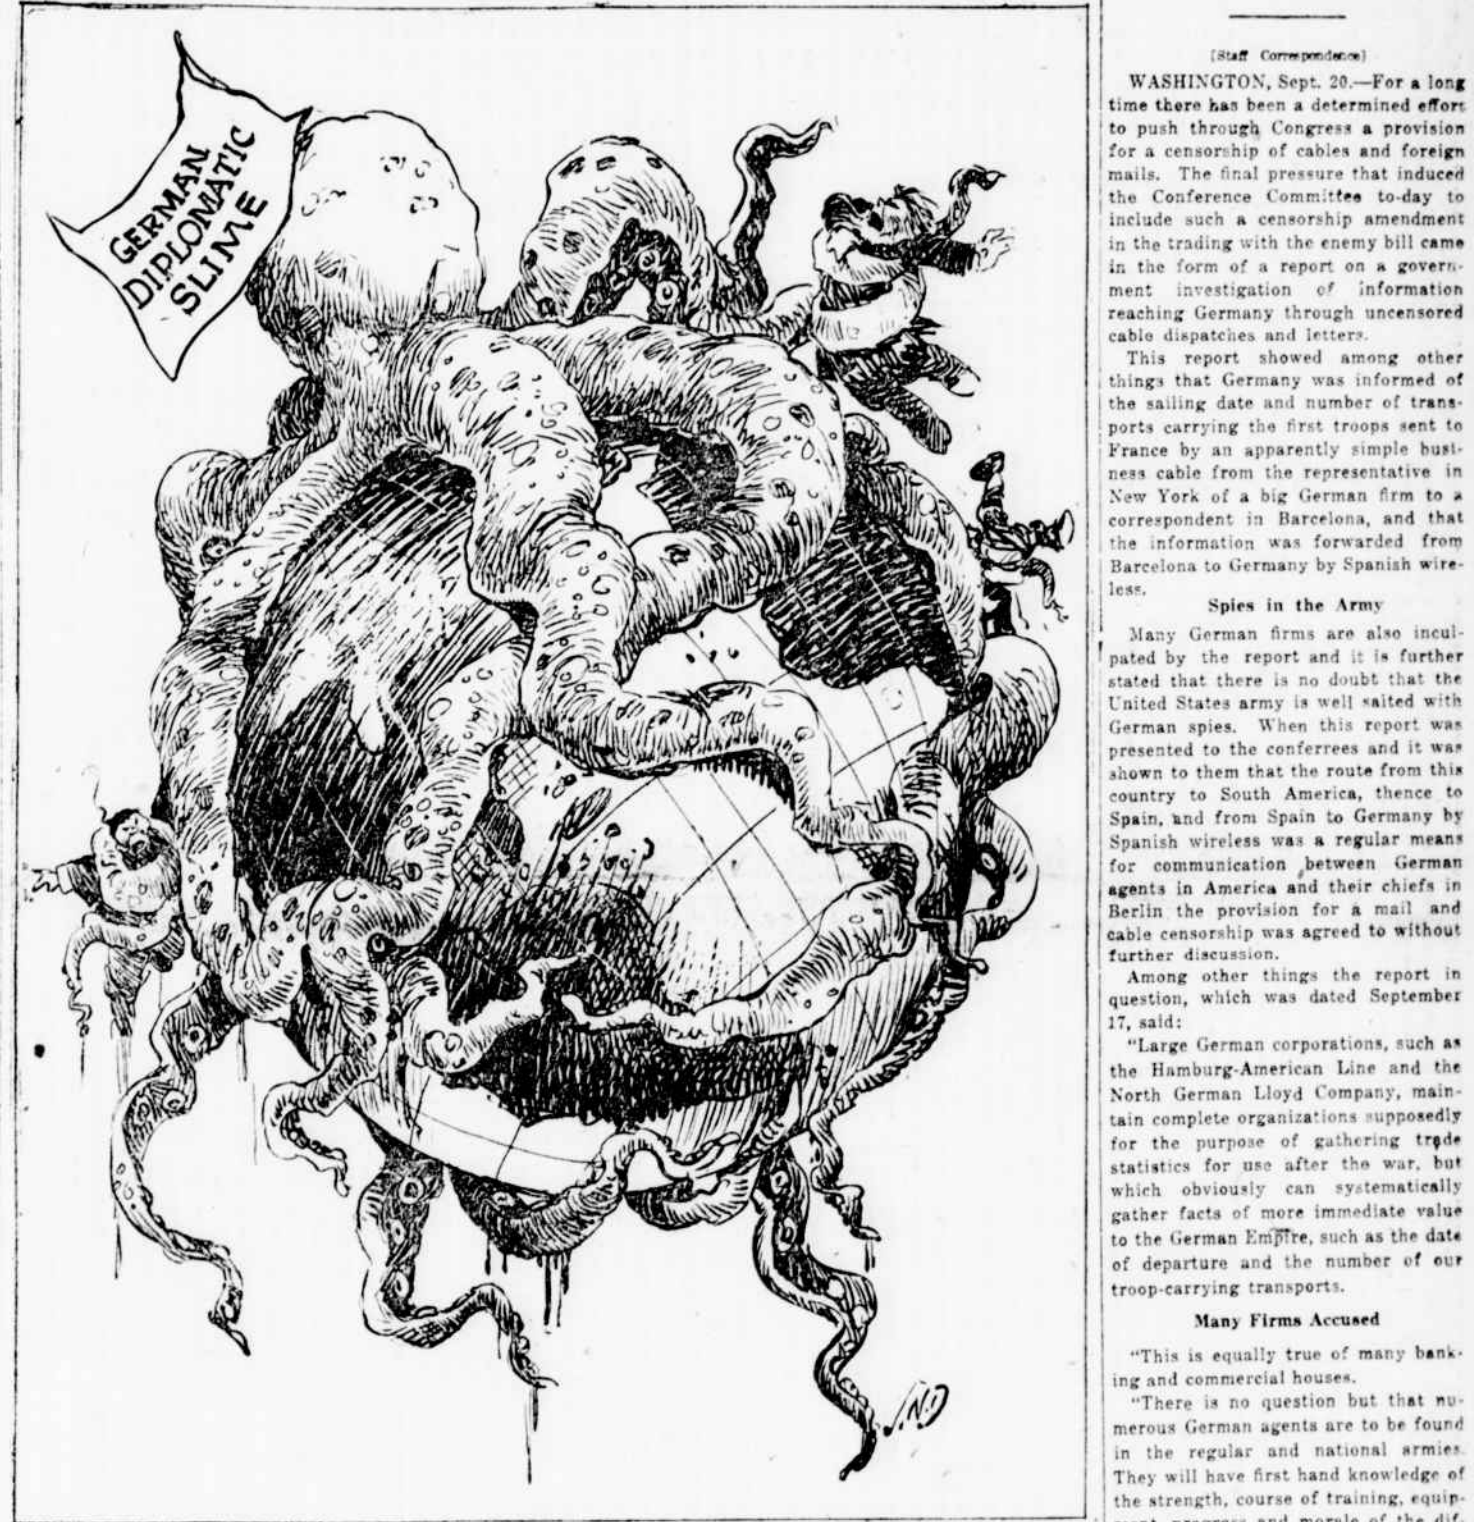 GERMAN
DIPLOMATIC
SLIME
[Staff Correspondence]
WASHINGTON, Sept. 20.—For a long
time there has been a determined effort
to push through Congress a provision
for a censorship of cables and foreign
mails. The final pressure that induced
the Conference Committee to-day to
include such a censorship amendment
in the trading with the enemy bill came
in the form of a report on a govern-
ment investigation of information
reaching Germany through uncensored
cable dispatches and letters.
This report showed among other
things that Germany was informed of
the sailing date and number of trans-
ports carrying the first troops sent to
France by an apparently simple busi-
ness cable from the representative in
New York of a big German firm to a
correspondent in Barcelona, and that
the information was forwarded from
Barcelona to Germany by Spanish wire-
less.
Spies in the Army
Many German firms are also incul-
pated by the report and it is further
stated that there is no doubt that the
United States army is well salted with
German spies. When this report was
presented to the conferrees and it was
shown to them that the route from this
country to South America, thence to
Spain, and from Spain to Germany by
Spanish wireless was a regular means
for communication between German
agents in America and their chiefs in
Berlin the provision for a mail and
cable censorship was agreed to without
further discussion.
Among other things the report in
question, which was dated September
17, said:
"Large German corporations, such as
the Hamburg-American Line and the
North German Lloyd Company, main-
tain complete organizations supposedly
for the purpose of gathering trade
statistics for use after the war, but
which obviously can systematically
gather facts of more immediate value
to the German Empire, such as the date
of departure and the number of our
troop-carrying transports.
Many Firms Accused
"This is equally true of many bank-
ing and commercial houses.
"There is no question but that nu-
merous German agents are to be found
in the regular and national armies.
They will have first hand knowledge of
the strength, course of training, equip-
ment, progress and morale of the dif-